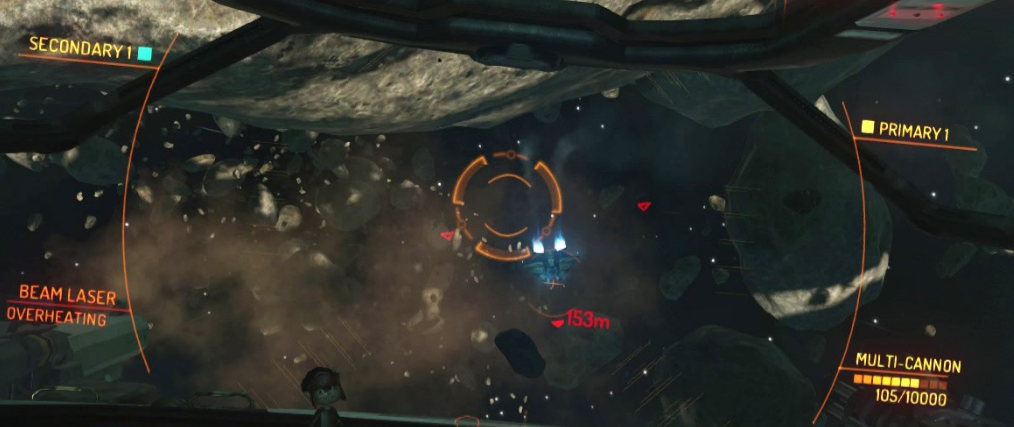 SECONDARY 1
PRIMARY 1
BEAM LASER
OVERHEATING
153m
MULTI-CANNON
105/10000